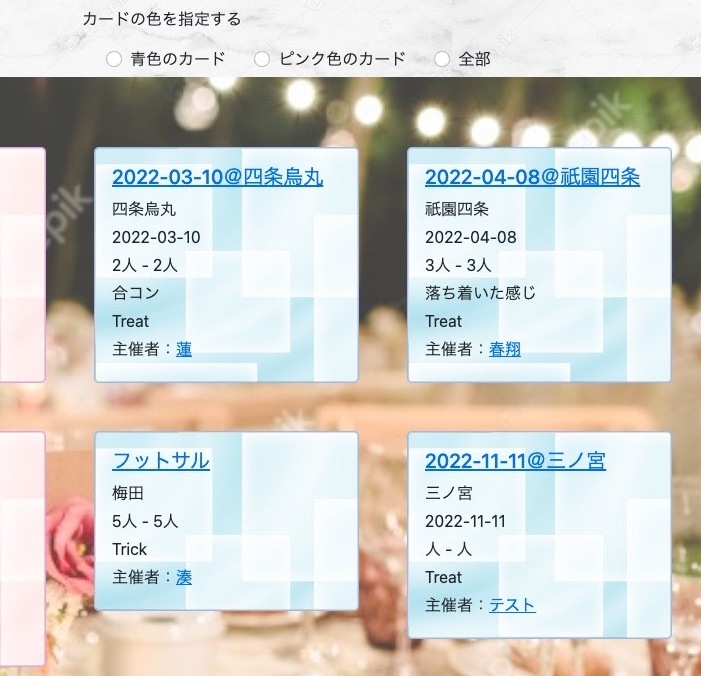 カードの色を指定する
青色のカード ピンク色のカード 全部
2022-03-10@四条烏丸
四条烏丸
2022-03-10
2人 - 2人
合コン
Treat
主催者：蓮
2022-04-08@祇園四条
祇園四条
2022-04-08
3人 - 3人
落ち着いた感じ
Treat
主催者：春翔
フットサル
梅田
5人 - 5人
Trick
主催者：湊
2022-11-11@三ノ宮
三ノ宮
2022-11-11
人 - 人
Treat
主催者：テスト